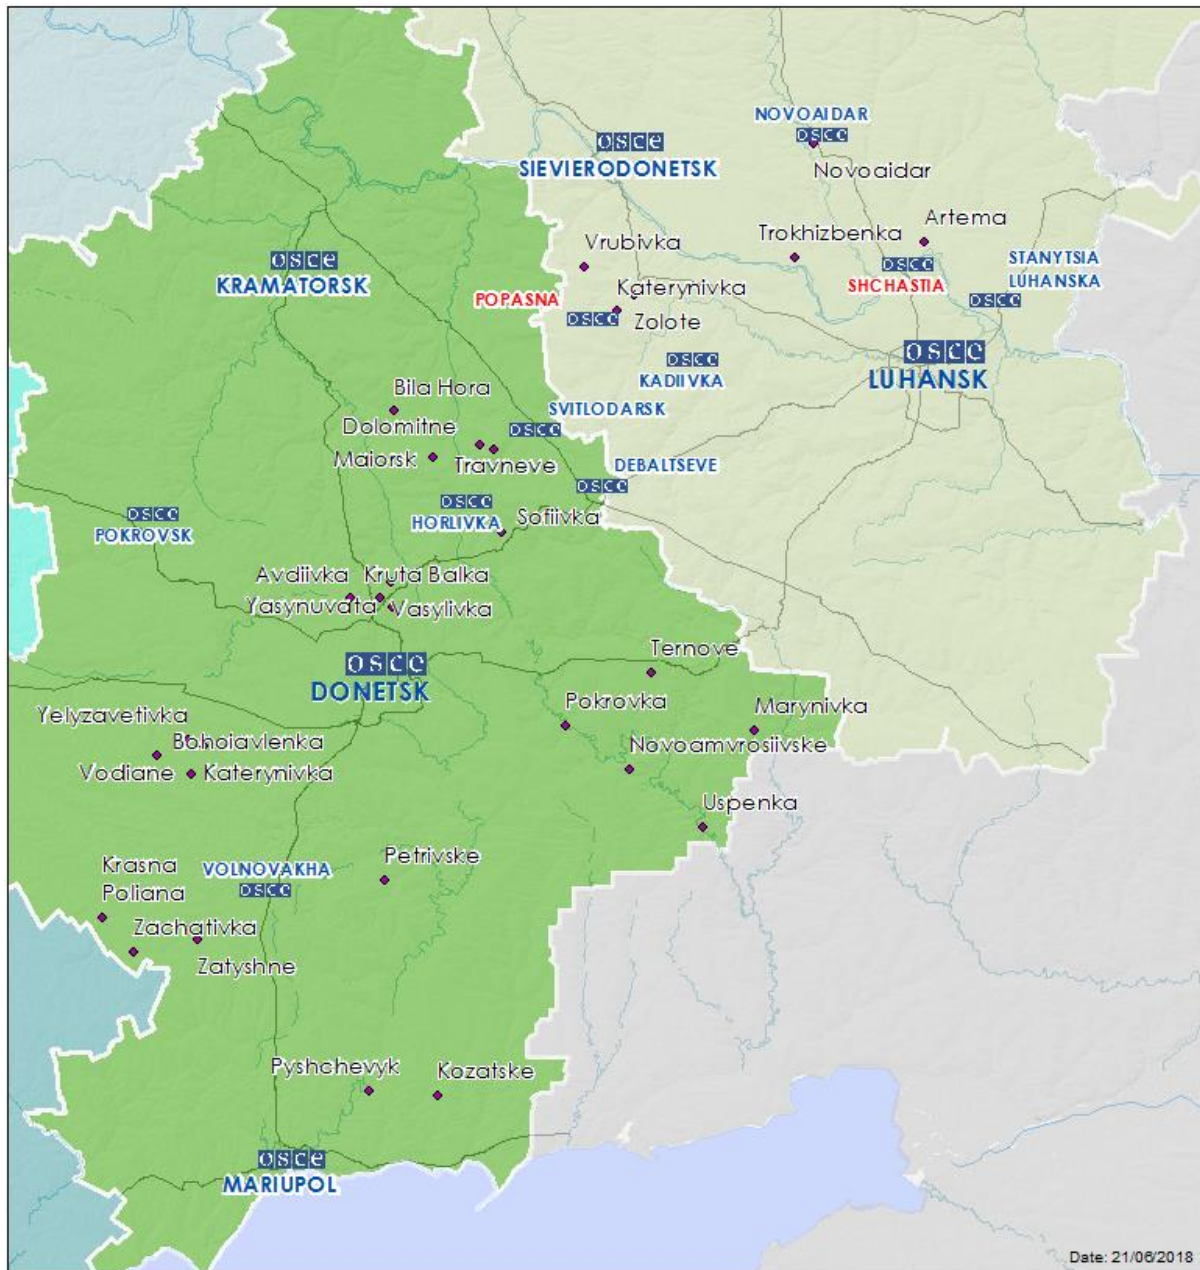 NOVOAIDAR
osce
osce
SIEVIERODONETSK
Novoaidar
Artema
Trokhizbenka
Vrubivka
STANYTSIA
LUHANSKA
osce
osce
KRAMATORSK
SHCHASTIA
POPASNA
Katerynivka
osce
osce
Zolote
osce
osce
LUHANSK
KADIIVKA
Bila Hora
SVITLODARSK
Dolomitne
osce
Maiorsk
Travneve
DEBALTSEVE
osce
osce
osce
HORLIVKA
Sofiivka
POKROVSK
Avdiivka
Kruta Balka
Yasynuvata
Vasylivka
Ternove
osce
DONETSK
Pokrovka
Marynivka
Yelyzavetivka
Bohoiavlenka
Novoamvrosiivske
Vodiane
Katerynivka
Uspenka
Petrivske
Krasna
Poliana
VOLNOVAKHA
osce
Zachativka
Zatyshne
Pyshchevyk
Kozatske
osce
MARIUPOL
Date: 21/06/2018